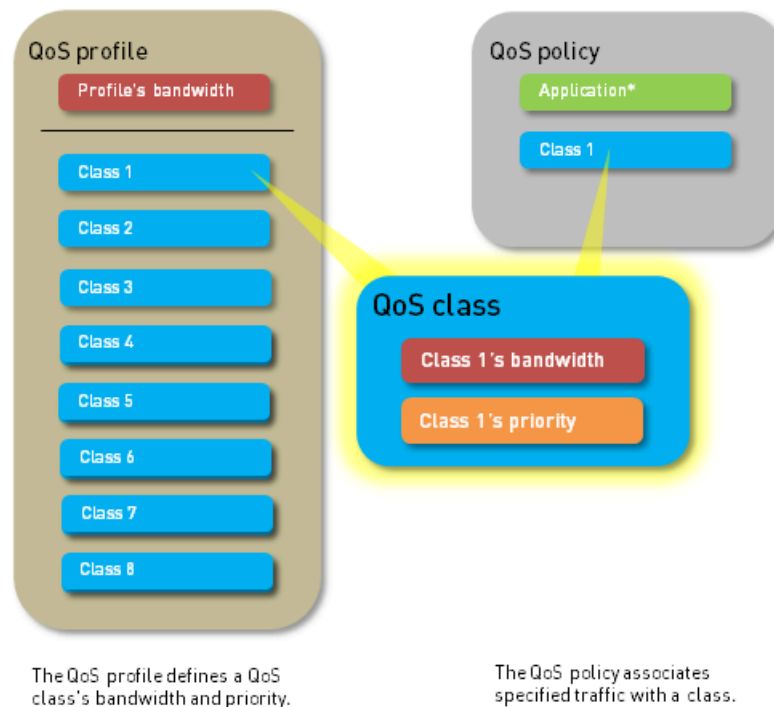 QoS profile
Profile's bandwidth
Class 1
Class 2
Class 3
Class 4
Class 5
Class 6
Class 7
Class 8
QoS policy
Application*
Class 1
QoS class
Class 1's bandwidth
Class 1's priority
The QoS profile defines a QoS
class's bandwidth and priority.
The QoS policy associates
specified traffic with a class.